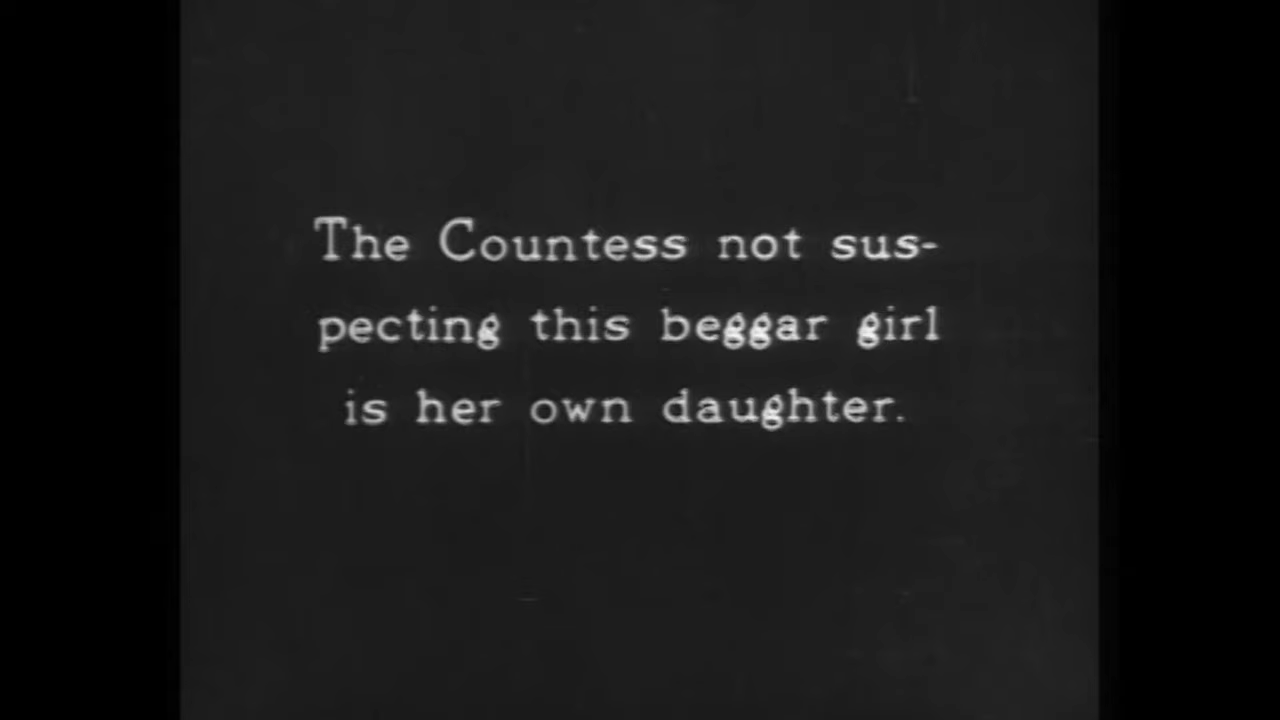 The Countess not sus-
pecting this beggar girl
is her own daughter.